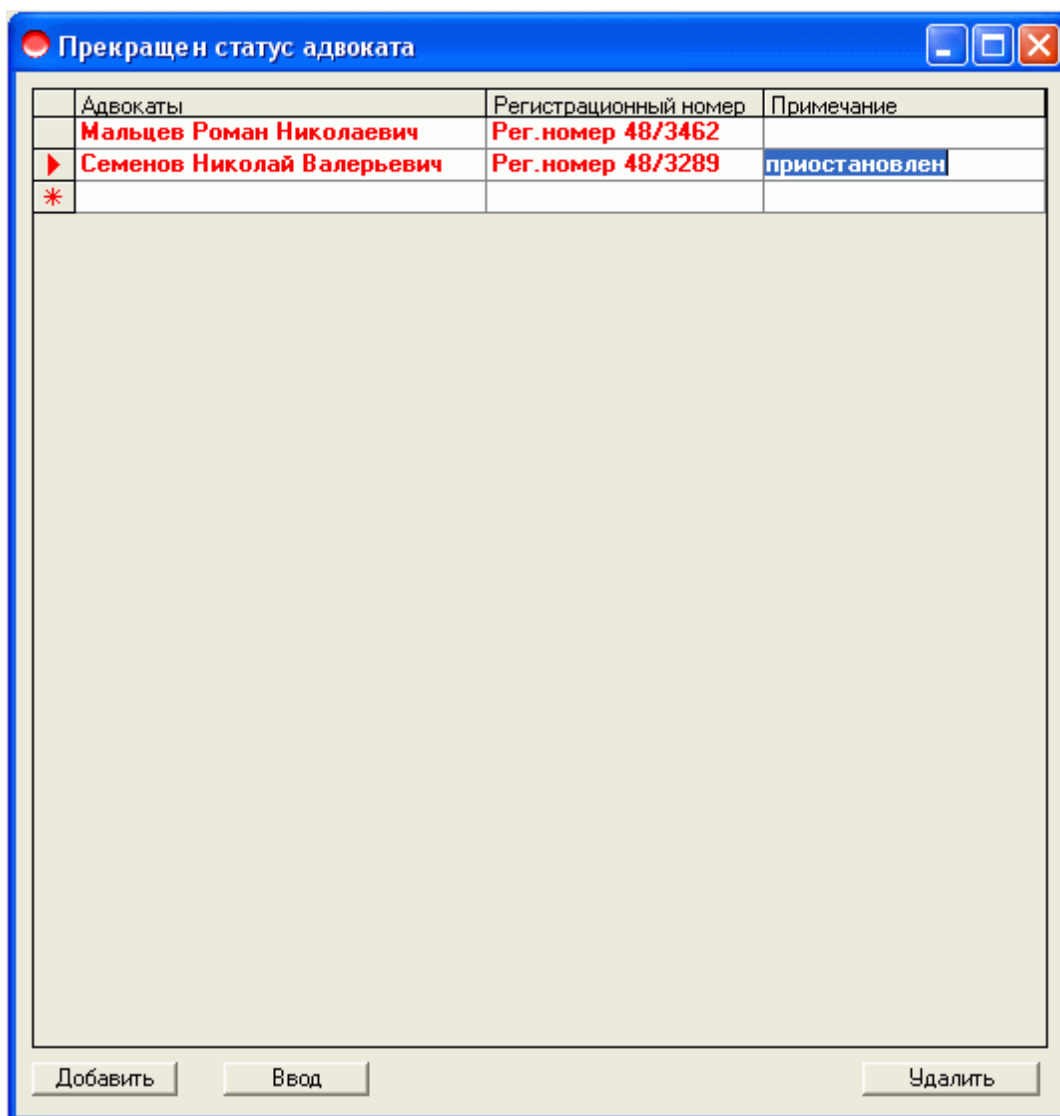 Прекращен статус адвоката
Адвокаты Регистрационный номер Примечание
Мальцев Роман Николаевич Рег.номер 48/3462
Семенов Николай Валерьевич Рег.номер 48/3289 приостановлен
Добавить Ввод Удалить